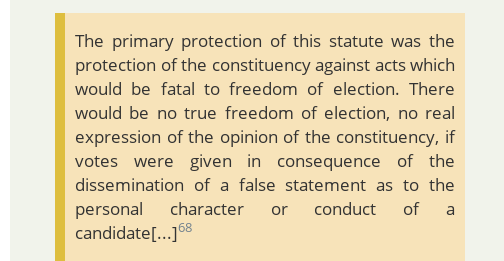 The primary protection of this statute was the
protection of the constituency against acts which
would be fatal to freedom of election. There
would be no true freedom of election, no real
expression of the opinion of the constituency, if
votes were given in consequence of the
dissemination of a false statement as to the
personal character or conduct of a
candidate[...]68